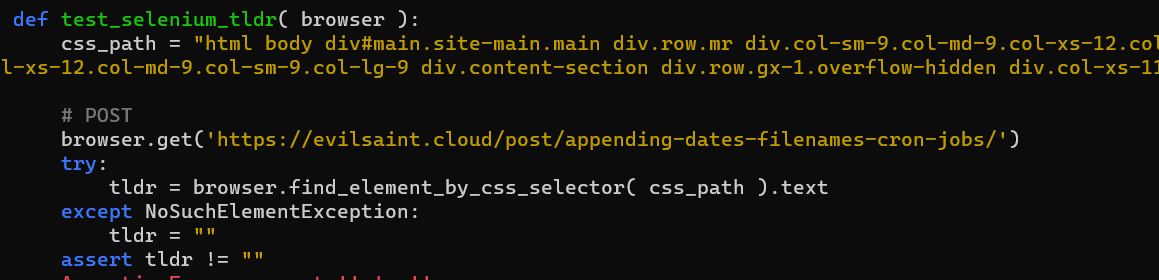 def test_selenium_tldr( browser ):
    css_path = "html body div#main.site-main.main div.row.mr div.col-sm-9.col-md-9.col-xs-12.col
l-xs-12.col-md-9.col-sm-9.col-lg-9 div.content-section div.row.gx-1.overflow-hidden div.col-xs-11
    # POST
    browser.get('https://evilsaint.cloud/post/appending-dates-filenames-cron-jobs/')
    try:
        tldr = browser.find_element_by_css_selector( css_path ).text
    except NoSuchElementException:
        tldr = ""
    assert tldr != ""